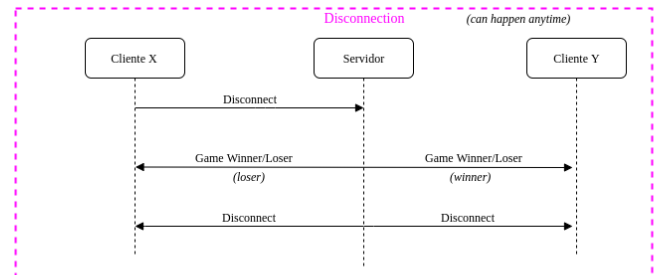 Disconnection (can happen anytime)
Cliente X Servidor Cliente Y
Disconnect
Game Winner/Loser Game Winner/Loser
(loser) (winner)
Disconnect Disconnect